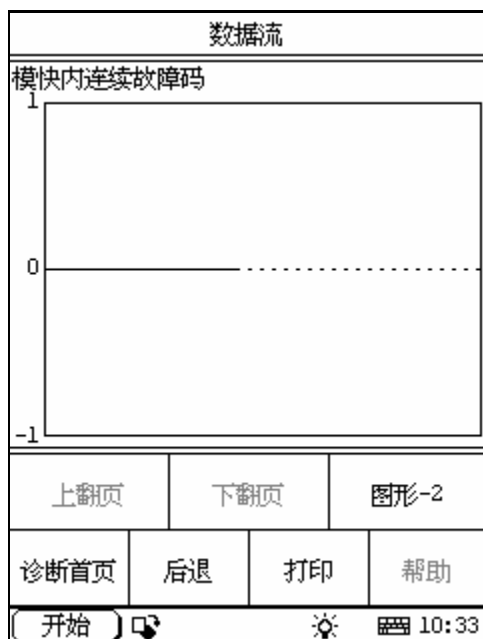 数据流
模快内连续故障码
1
0
-1
上翻页 下翻页 图形-2
诊断首页 后退 打印 帮助
开始 10:33